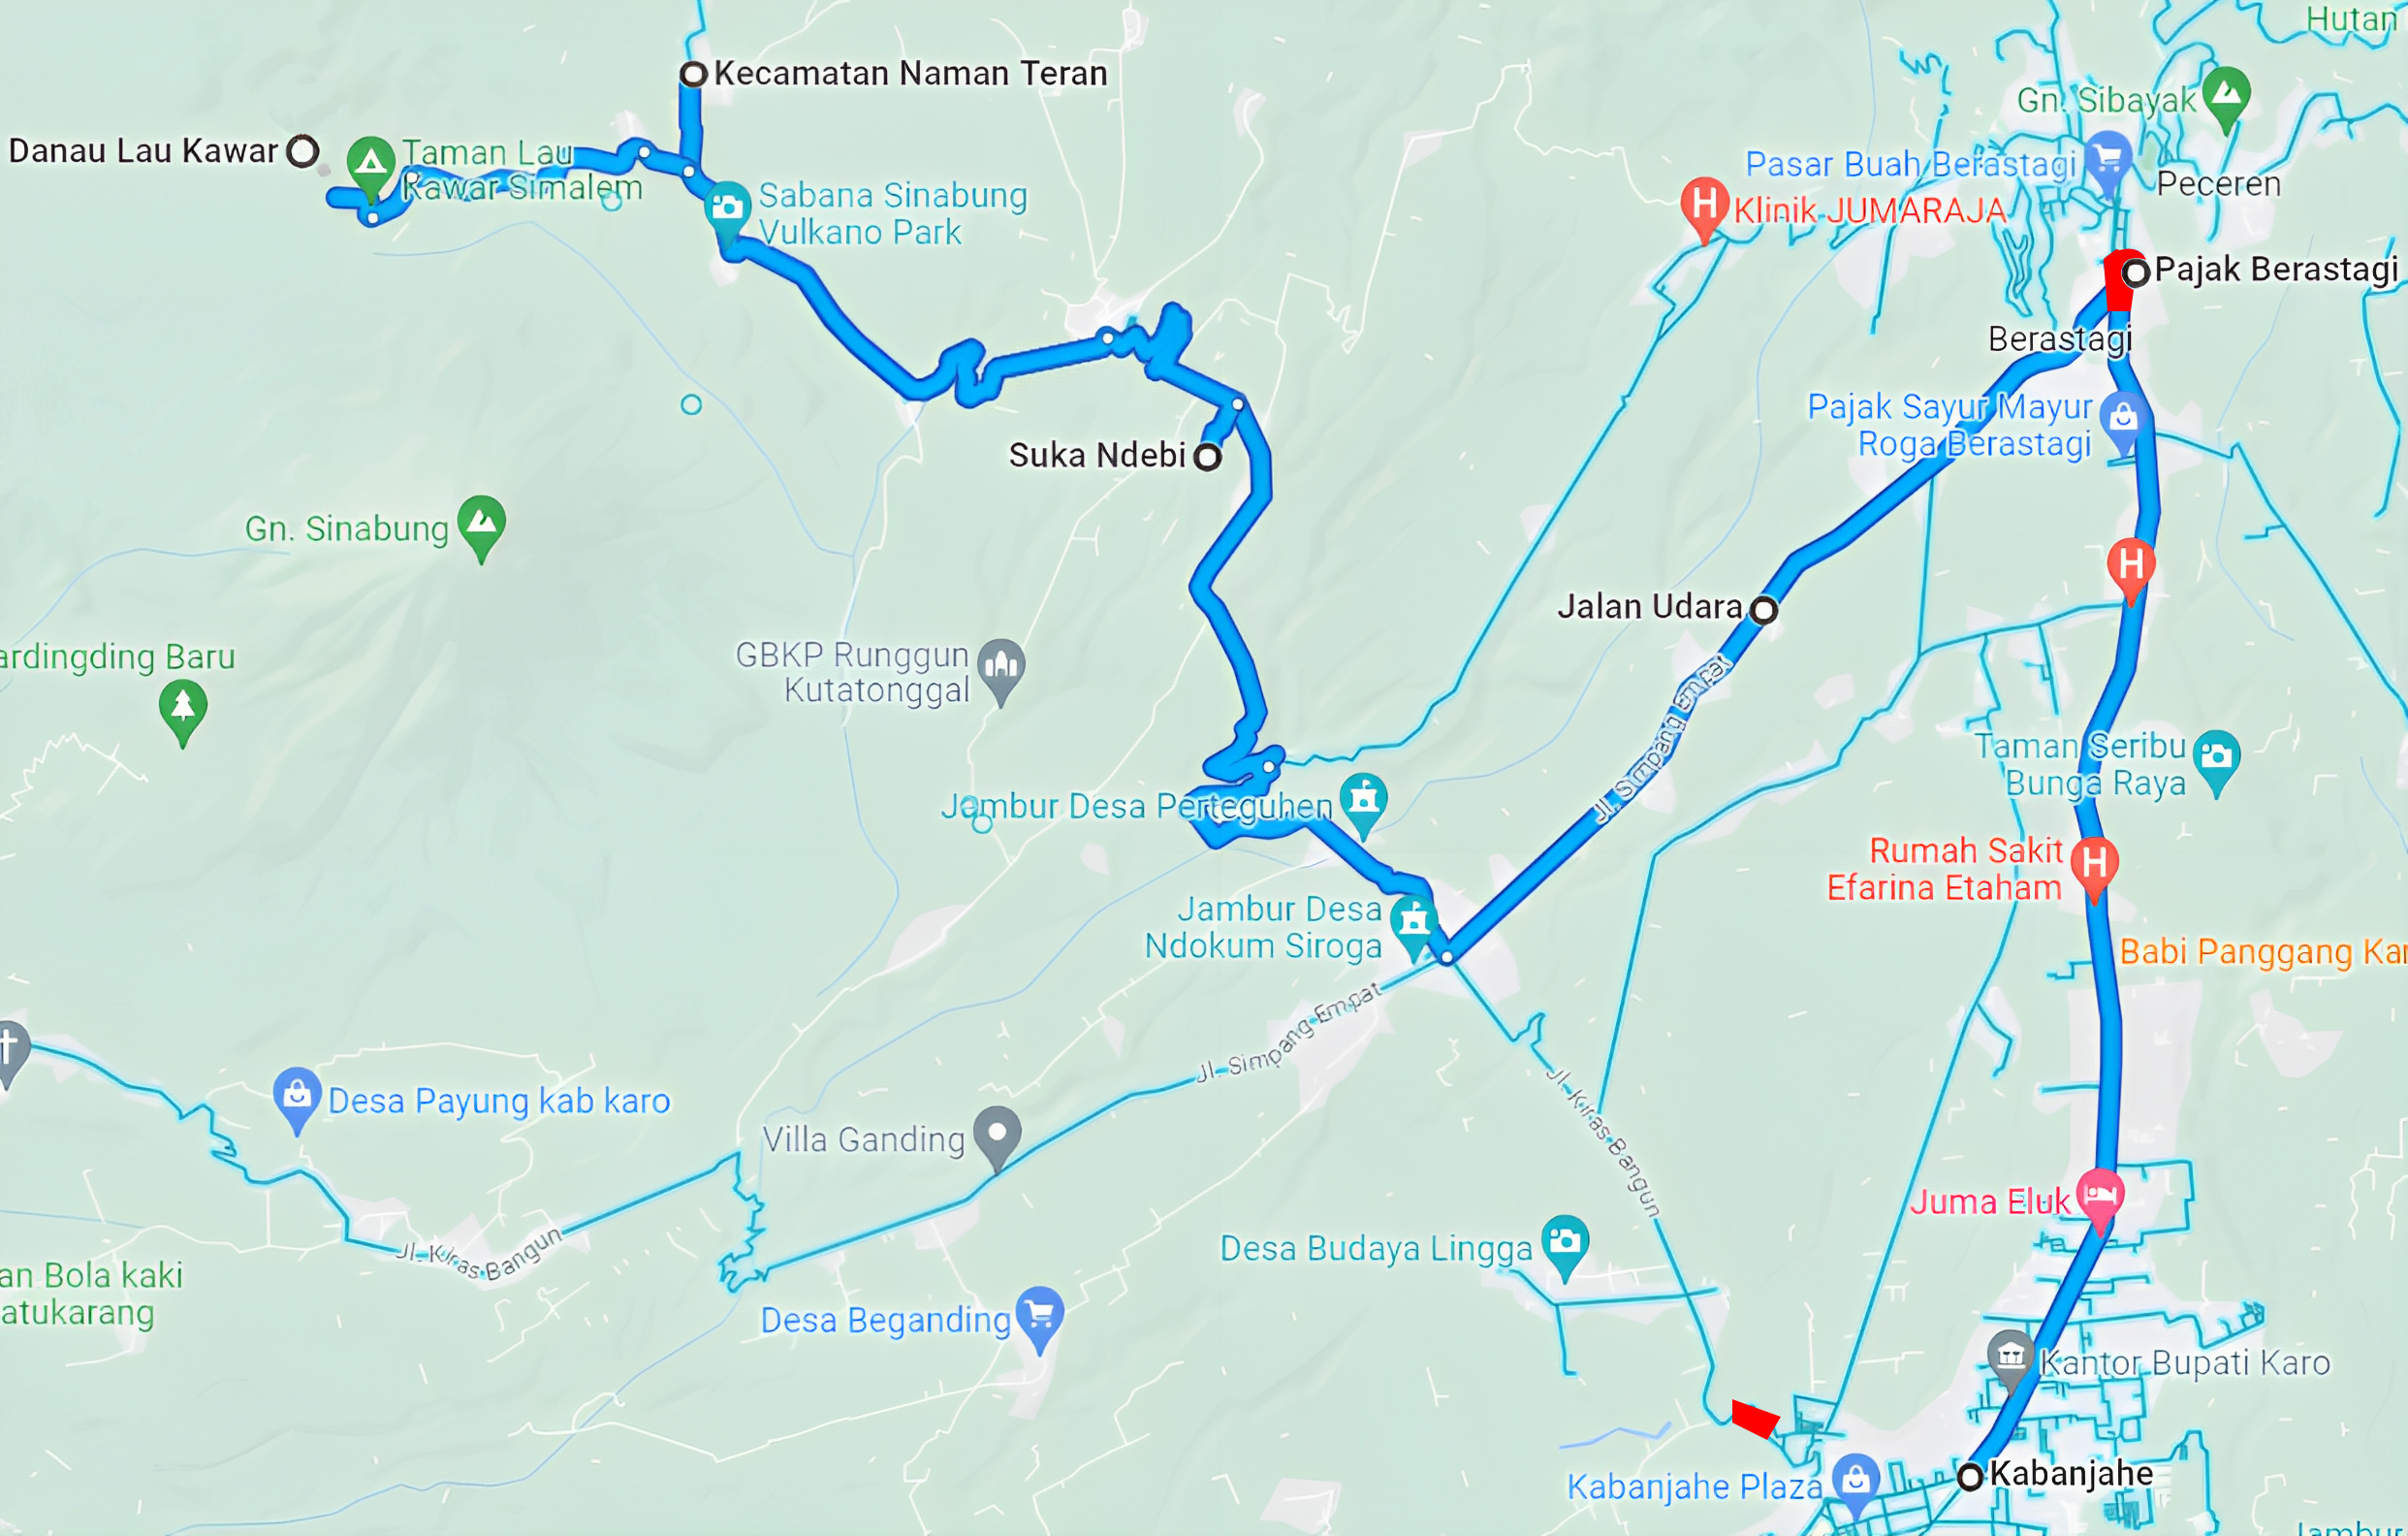 Hutan
Kecamatan Naman Teran
Gn. Sibayak
Danau Lau Kawar
Taman Lau
Kawar Simalem
Pasar Buah Berastagi
Peceren
Sabana Sinabung
Vulkano Park
H Klinik JUMARAJA
Pajak Berastagi
Berastagi
Pajak Sayur Mayur
Roga Berastagi
Suka Ndebi
Gn. Sinabung
H
Jalan Udara
ardingding Baru
GBKP Runggun
Kutatonggal
Jl. Simpang Empat
Taman Seribu
Bunga Raya
Jambur Desa Perteguhen
Rumah Sakit
Efarina Etaham
H
Jambur Desa
Ndokum Siroga
Babi Panggang Kar
Jl. Simpang Empat
Jl. Kiras Bangun
Desa Payung kab karo
Villa Ganding
Juma Eluk
Jl. Kiras Bangun
Desa Budaya Lingga
an Bola kaki
atukarang
Desa Beganding
Kantor Bupati Karo
Kabanjahe Plaza
Kabanjahe
Jambur